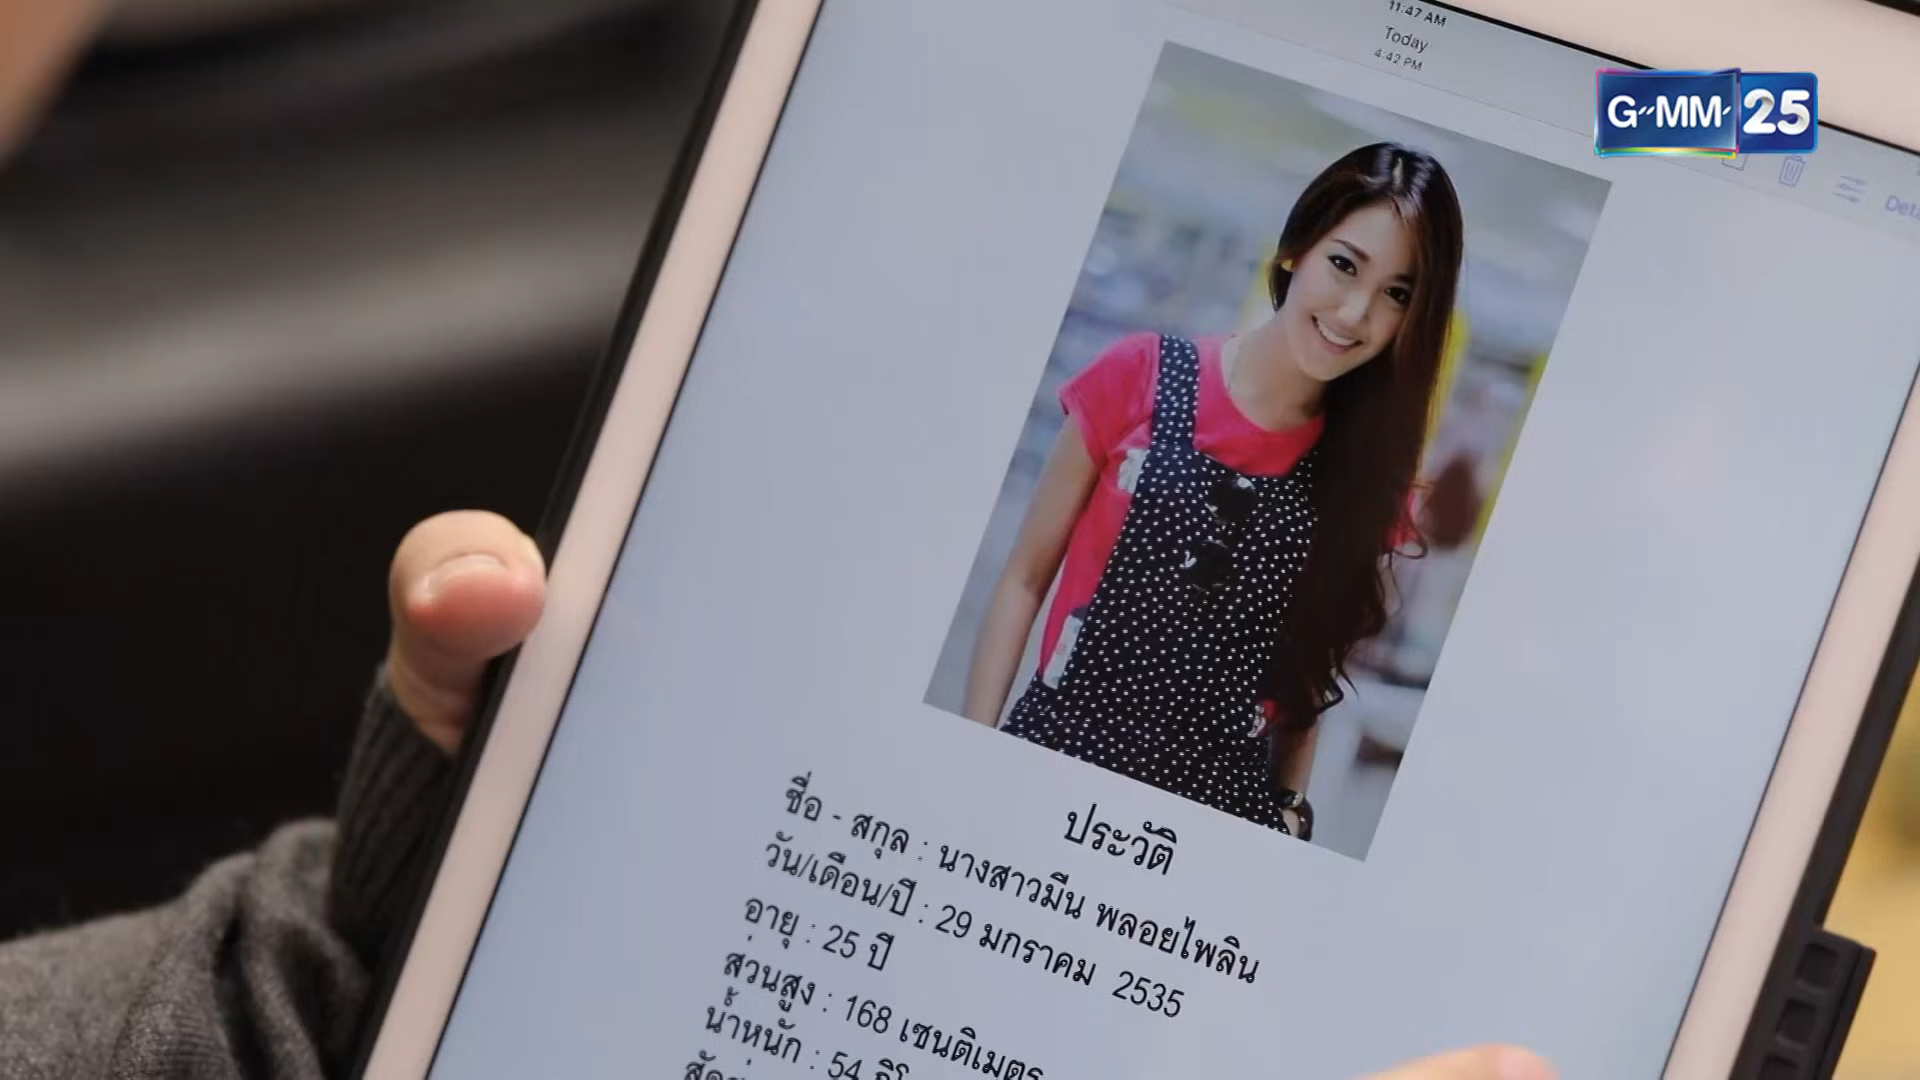 11:47 AM
Today
4:42 PM
GMM 25
ประวัติ
ชื่อ - สกุล : นางสาวมีน พลอยไพลิน
วัน/เดือน/ปี : 29 มกราคม 2535
อายุ : 25 ปี
ส่วนสูง : 168 เซนติเมตร
น้ำหนัก : 54